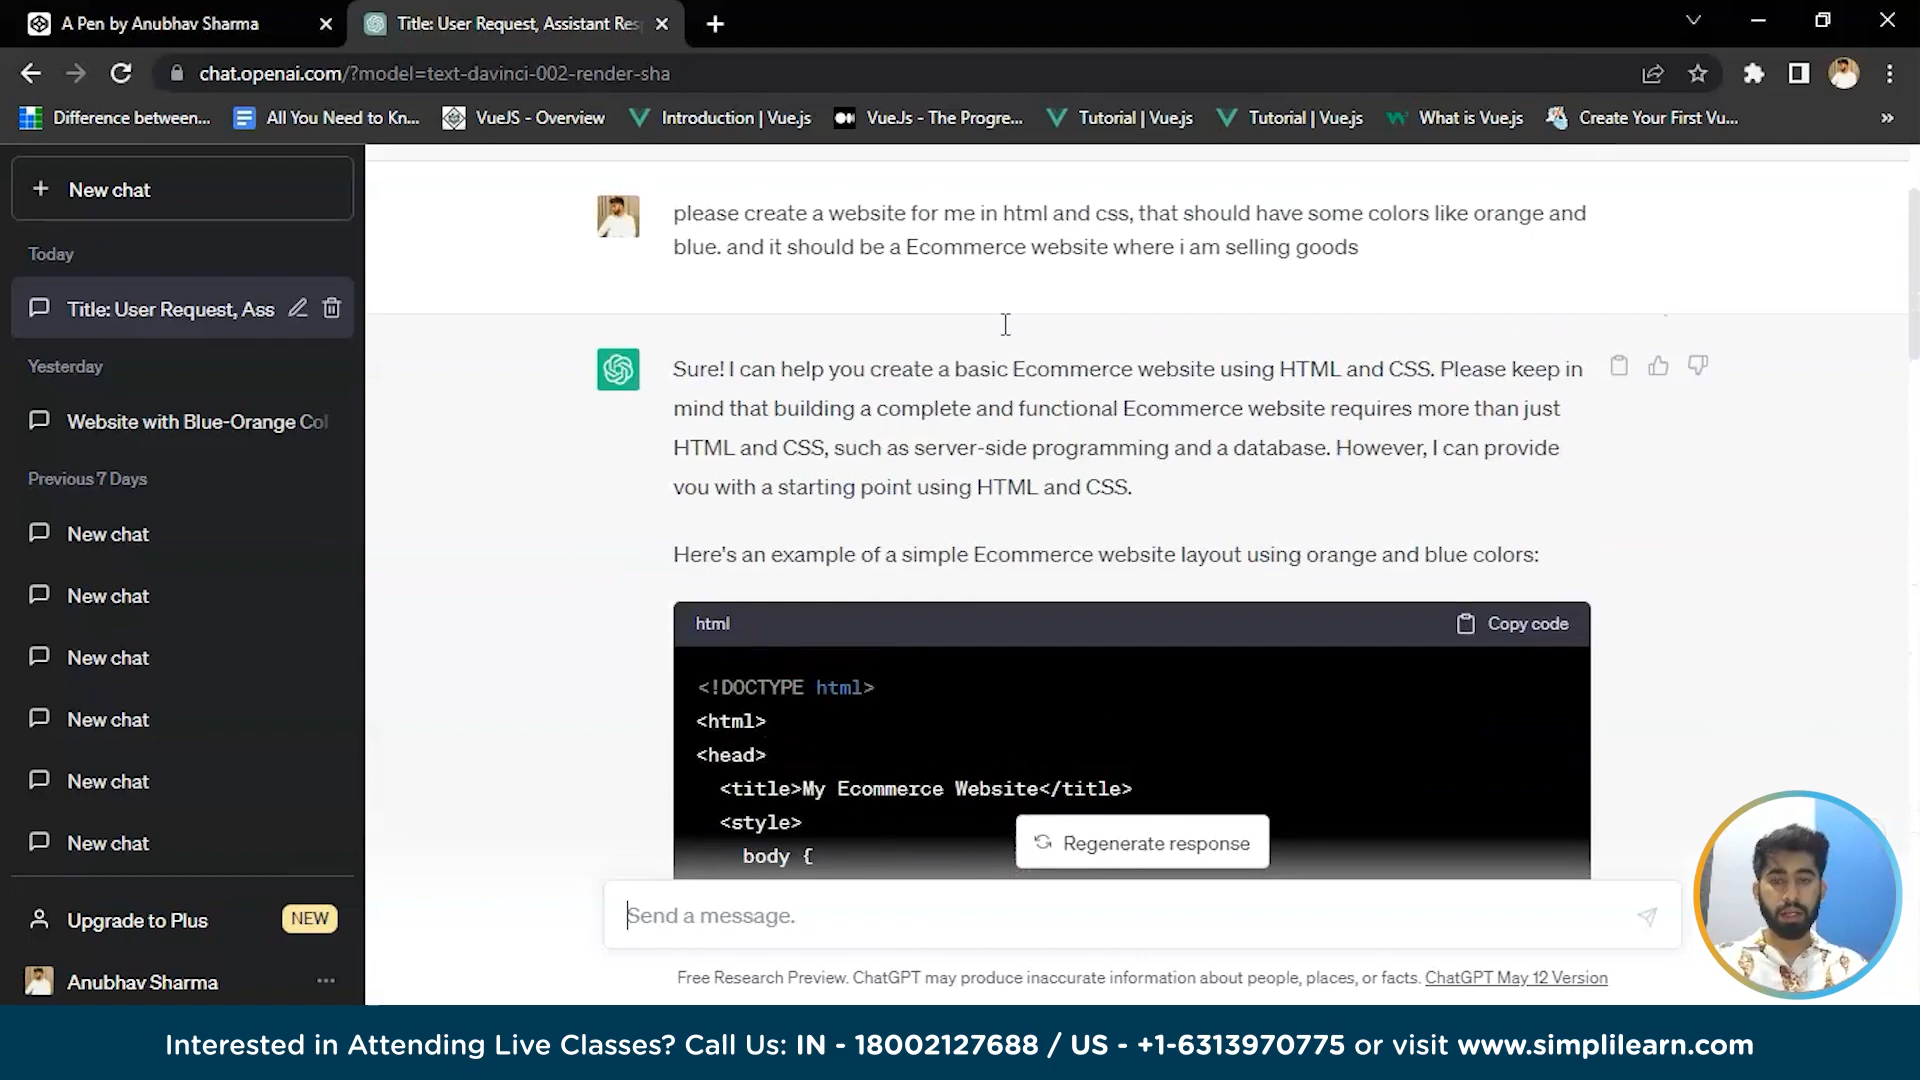 A Pen by Anubhav Sharma
Title: User Request, Assistant Res
chat.openai.com/?model=text-davinci-002-render-sha
Difference between...
All You Need to Kn...
VueJS - Overview
Introduction | Vue.js
VueJs - The Progre...
Tutorial | Vue.js
Tutorial | Vue.js
What is Vue.js
Create Your First Vu...
»
+ New chat
Today
Title: User Request, Ass
Yesterday
Website with Blue-Orange Col
Previous 7 Days
New chat
New chat
New chat
New chat
New chat
New chat
Upgrade to Plus
NEW
Anubhav Sharma
please create a website for me in html and css, that should have some colors like orange and
blue. and it should be a Ecommerce website where i am selling goods
Sure! I can help you create a basic Ecommerce website using HTML and CSS. Please keep in
mind that building a complete and functional Ecommerce website requires more than just
HTML and CSS, such as server-side programming and a database. However, I can provide
you with a starting point using HTML and CSS.
Here's an example of a simple Ecommerce website layout using orange and blue colors:
html
Copy code
<!DOCTYPE html>
<html>
<head>
<title>My Ecommerce Website</title>
<style>
body {
Regenerate response
Send a message.
Free Research Preview. ChatGPT may produce inaccurate information about people, places, or facts. ChatGPT May 12 Version
Interested in Attending Live Classes? Call Us: IN - 18002127688 / US - +1-6313970775 or visit www.simplilearn.com